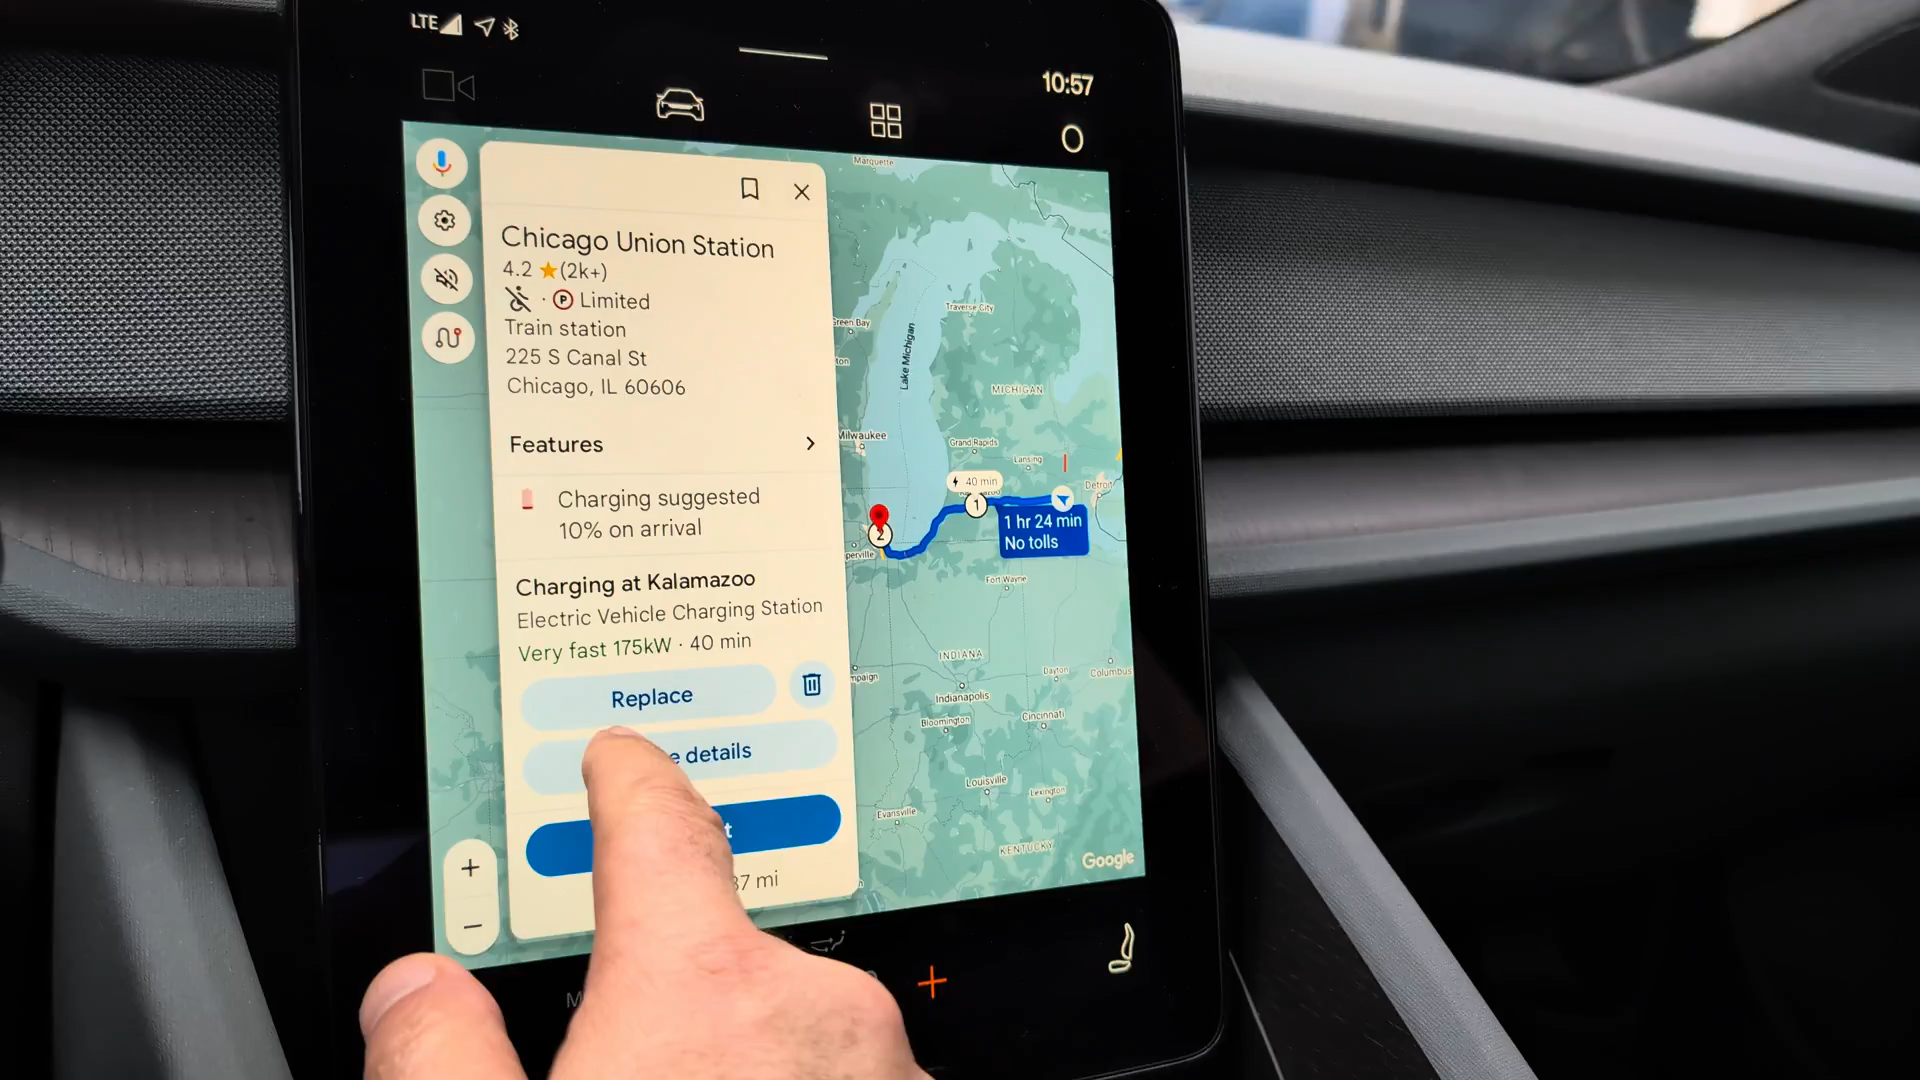 LTE
10:57
Chicago Union Station
4.2 ★ (2k+)
· Ⓟ Limited
Train station
225 S Canal St
Chicago, IL 60606
Features
Charging suggested
10% on arrival
Charging at Kalamazoo
Electric Vehicle Charging Station
Very fast 175kW · 40 min
Replace
details
+
−
Marquette
Green Bay
Traverse City
Lake Michigan
MICHIGAN
Milwaukee
Grand Rapids
Lansing
Detroit
40 min
1
2
1 hr 24 min
No tolls
Fort Wayne
INDIANA
Dayton
Columbus
Indianapolis
Bloomington
Cincinnati
Louisville
Lexington
Evansville
KENTUCKY
Google